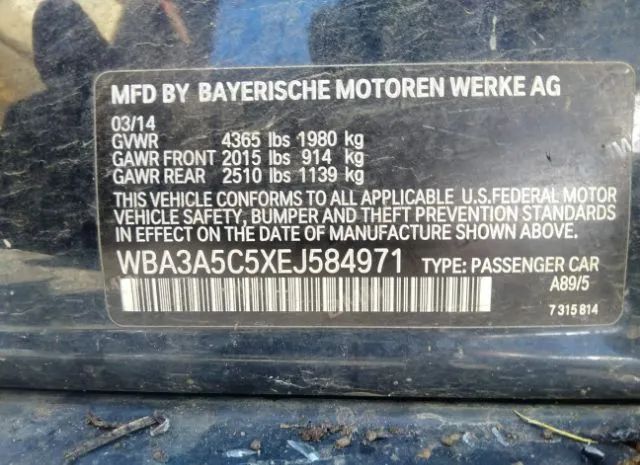 MFD BY BAYERISCHE MOTOREN WERKE AG
03/14
GVWR 4365 lbs 1980 kg
GAWR FRONT 2015 lbs 914 kg
GAWR REAR 2510 lbs 1139 kg
THIS VEHICLE CONFORMS TO ALL APPLICABLE U.S.FEDERAL MOTOR
VEHICLE SAFETY, BUMPER AND THEFT PREVENTION STANDARDS
IN EFFECT ON THE DATE OF MANUFACTURE SHOWN ABOVE.
WBA3A5C5XEJ584971 TYPE: PASSENGER CAR
A89/5
7 315 814